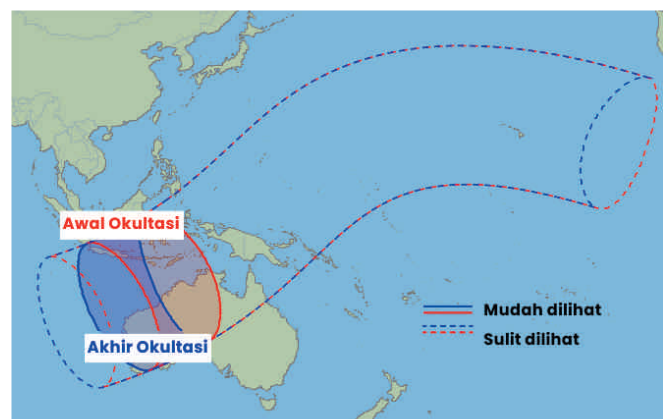 Awal Okultasi
Akhir Okultasi
Mudah dilihat
Sulit dilihat